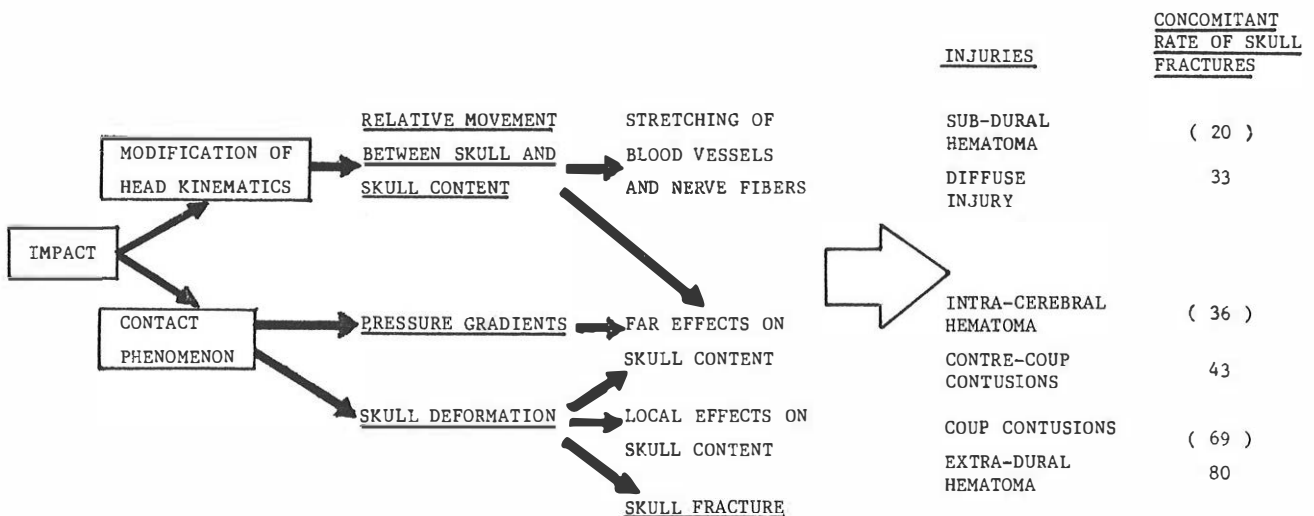 IMPACT
MODIFICATION OF
HEAD KINEMATICS
CONTACT
PHENOMENON
RELATIVE MOVEMENT
BETWEEN SKULL AND
SKULL CONTENT
PRESSURE GRADIENTS
SKULL DEFORMATION
STRETCHING OF
BLOOD VESSELS
AND NERVE FIBERS
FAR EFFECTS ON
SKULL CONTENT
LOCAL EFFECTS ON
SKULL CONTENT
SKULL FRACTURE
INJURIES
CONCOMITANT
RATE OF SKULL
FRACTURES
SUB-DURAL
HEMATOMA
( 20 )
DIFFUSE
INJURY
33
INTRA-CEREBRAL
HEMATOMA
( 36 )
CONTRE-COUP
CONTUSIONS
43
COUP CONTUSIONS
( 69 )
EXTRA-DURAL
HEMATOMA
80